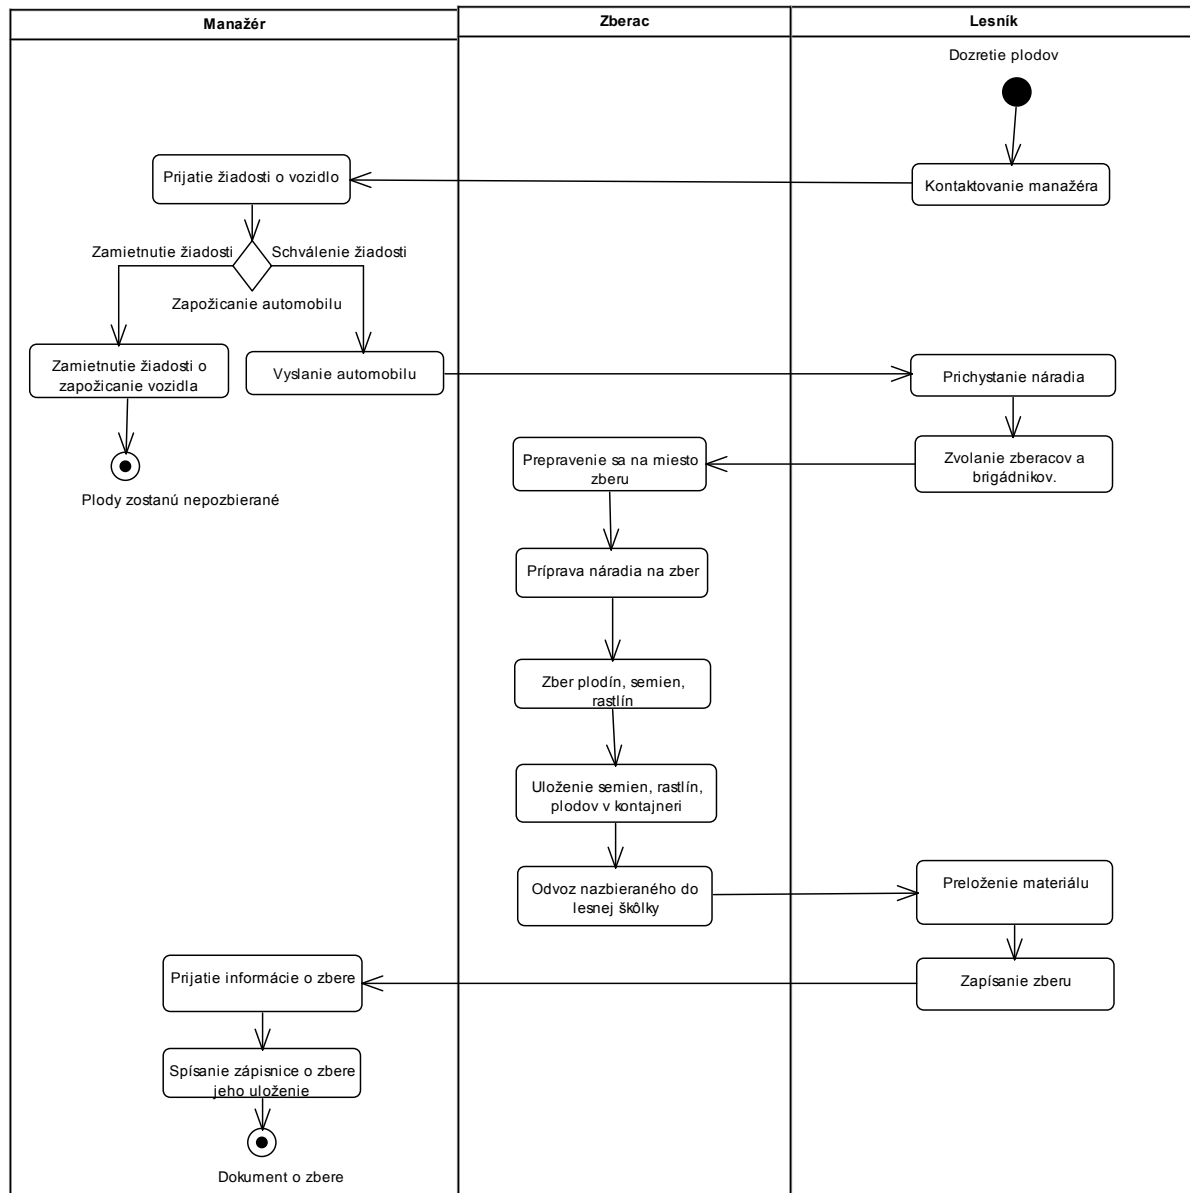 Manažér
Zberac
Lesník
Dozretie plodov
Prijatie žiadosti o vozidlo
Kontaktovanie manažéra
Zamietnutie žiadosti
Schválenie žiadosti
Zapožicanie automobilu
Zamietnutie žiadosti o
zapožicanie vozidla
Vyslanie automobilu
Prichystanie náradia
Zvolanie zberacov a
brigádnikov.
Prepravenie sa na miesto
zberu
Plody zostanú nepozbierané
Príprava náradia na zber
Zber plodín, semien,
rastlín
Uloženie semien, rastlín,
plodov v kontajneri
Odvoz nazbieraného do
lesnej škôlky
Preloženie materiálu
Prijatie informácie o zbere
Zapísanie zberu
Spísanie zápisnice o zbere
jeho uloženie
Dokument o zbere